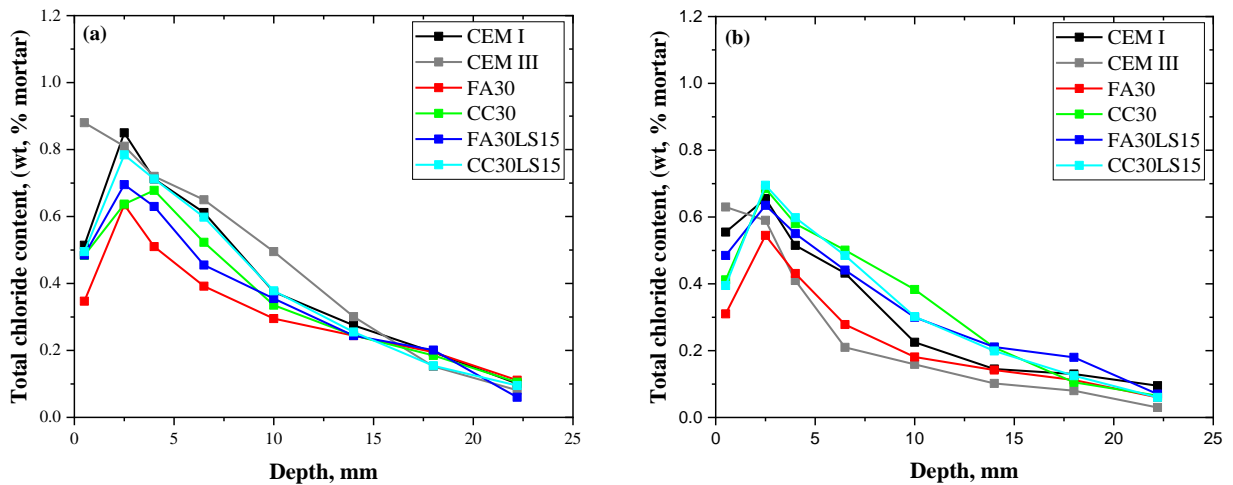 (a)
CEM I
CEM III
FA30
CC30
FA30LS15
CC30LS15
Total chloride content, (wt, % mortar)
1.2
1.0
0.8
0.6
0.4
0.2
0.0
0 5 10 15 20 25
Depth, mm
(b)
CEM I
CEM III
FA30
CC30
FA30LS15
CC30LS15
Total chloride content (wt, % mortar)
1.2
1.0
0.8
0.6
0.4
0.2
0.0
0 5 10 15 20 25
Depth, mm